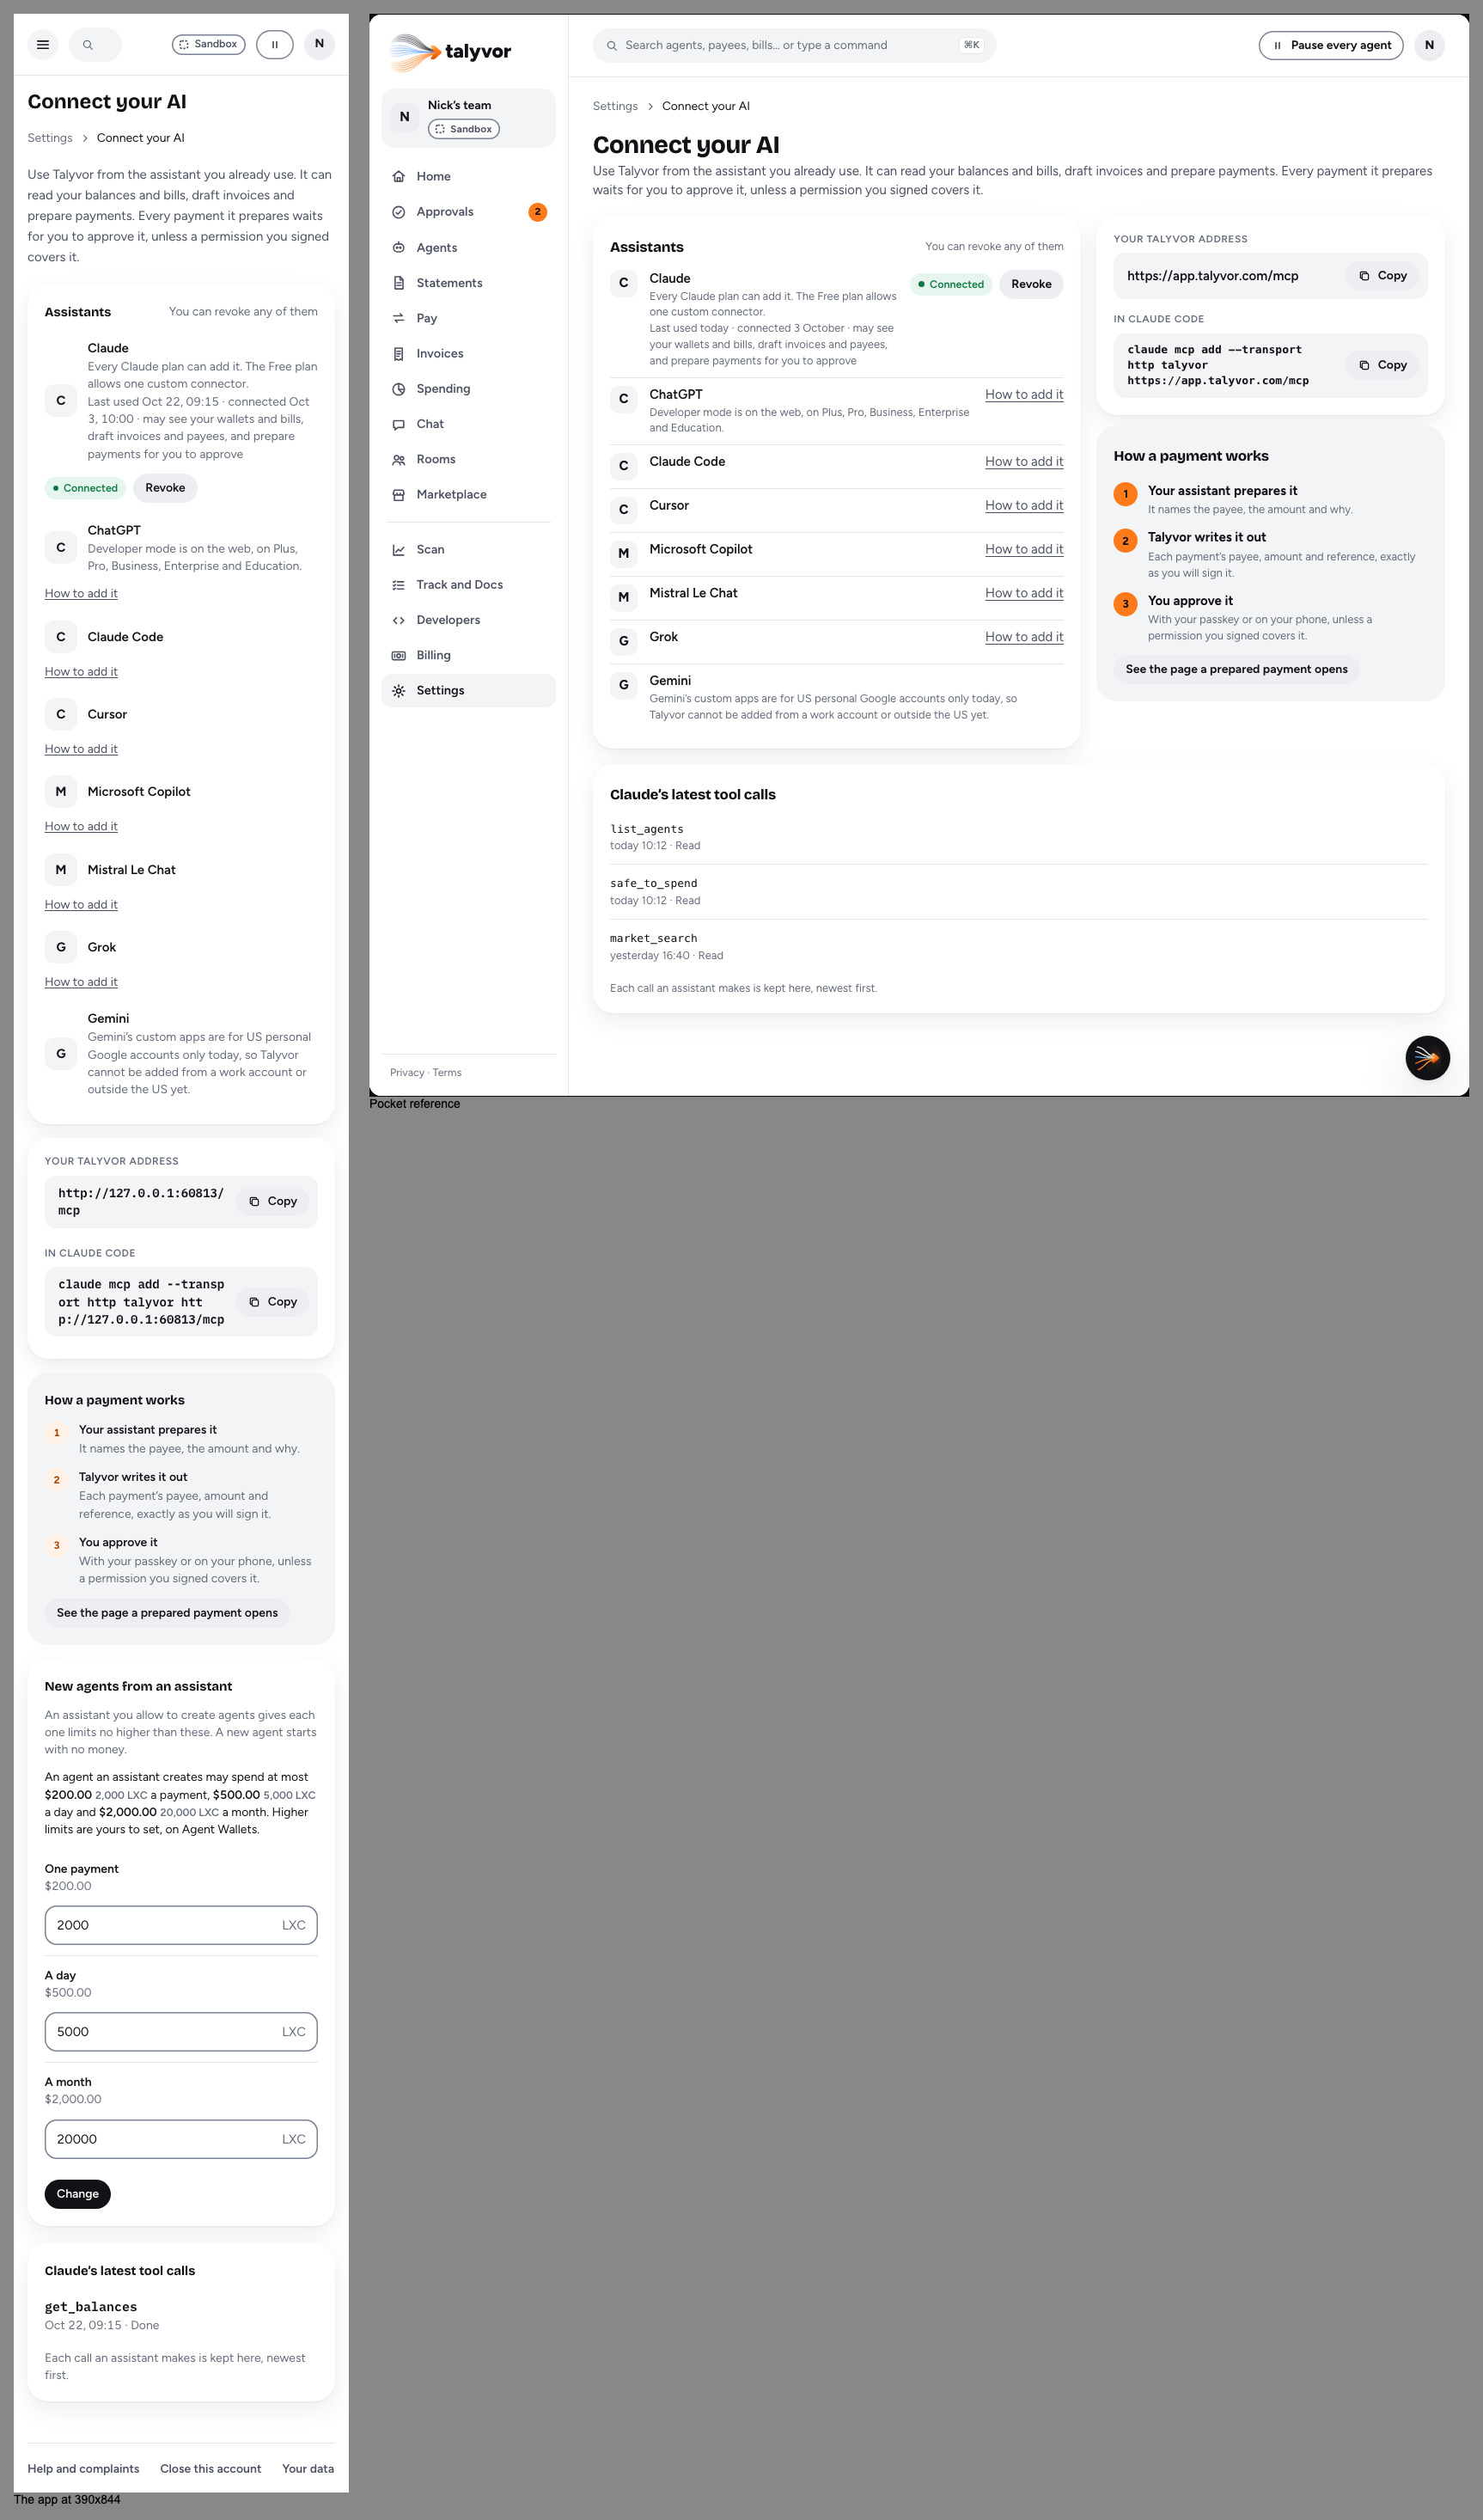 Sandbox
N
Connect your AI
Settings > Connect your AI
Use Talyvor from the assistant you already use. It can
read your balances and bills, draft invoices and
prepare payments. Every payment it prepares waits
for you to approve it, unless a permission you signed
covers it.
Assistants
You can revoke any of them
C
Claude
Every Claude plan can add it. The Free plan
allows one custom connector.
Last used Oct 22, 09:15 · connected Oct
3, 10:00 · may see your wallets and bills,
draft invoices and payees, and prepare
payments for you to approve
Connected
Revoke
C
ChatGPT
Developer mode is on the web, on Plus,
Pro, Business, Enterprise and Education.
How to add it
C
Claude Code
How to add it
C
Cursor
How to add it
M
Microsoft Copilot
How to add it
M
Mistral Le Chat
How to add it
G
Grok
How to add it
G
Gemini
Gemini's custom apps are for US personal
Google accounts only today, so Talyvor
cannot be added from a work account or
outside the US yet.
YOUR TALYVOR ADDRESS
http://127.0.0.1:60813/
mcp
Copy
IN CLAUDE CODE
claude mcp add --transp
ort http talyvor htt
p://127.0.0.1:60813/mcp
Copy
How a payment works
1
Your assistant prepares it
It names the payee, the amount and why.
2
Talyvor writes it out
Each payment's payee, amount and
reference, exactly as you will sign it.
3
You approve it
With your passkey or on your phone, unless
a permission you signed covers it.
See the page a prepared payment opens
New agents from an assistant
An assistant you allow to create agents gives each
one limits no higher than these. A new agent starts
with no money.
An agent an assistant creates may spend at most
$200.00 2,000 LXC a payment, $500.00 5,000 LXC
a day and $2,000.00 20,000 LXC a month. Higher
limits are yours to set, on Agent Wallets.
One payment
$200.00
2000 LXC
A day
$500.00
5000 LXC
A month
$2,000.00
20000 LXC
Change
Claude's latest tool calls
get_balances
Oct 22, 09:15 · Done
Each call an assistant makes is kept here, newest
first.
Help and complaints
Close this account
Your data
The app at 390x844
talyvor
N
Nick's team
Sandbox
Home
Approvals 2
Agents
Statements
Pay
Invoices
Spending
Chat
Rooms
Marketplace
Scan
Track and Docs
Developers
Billing
Settings
Privacy · Terms
Search agents, payees, bills... or type a command
⌘K
Pause every agent
N
Settings > Connect your AI
Connect your AI
Use Talyvor from the assistant you already use. It can read your balances and bills, draft invoices and prepare payments. Every payment it prepares
waits for you to approve it, unless a permission you signed covers it.
Assistants
You can revoke any of them
C
Claude
Every Claude plan can add it. The Free plan allows
one custom connector.
Last used today · connected 3 October · may see
your wallets and bills, draft invoices and payees,
and prepare payments for you to approve
Connected
Revoke
C
ChatGPT
Developer mode is on the web, on Plus, Pro, Business, Enterprise
and Education.
How to add it
C
Claude Code
How to add it
C
Cursor
How to add it
M
Microsoft Copilot
How to add it
M
Mistral Le Chat
How to add it
G
Grok
How to add it
G
Gemini
Gemini's custom apps are for US personal Google accounts only today, so
Talyvor cannot be added from a work account or outside the US yet.
YOUR TALYVOR ADDRESS
https://app.talyvor.com/mcp
Copy
IN CLAUDE CODE
claude mcp add --transport
http talyvor
https://app.talyvor.com/mcp
Copy
How a payment works
1
Your assistant prepares it
It names the payee, the amount and why.
2
Talyvor writes it out
Each payment's payee, amount and reference, exactly
as you will sign it.
3
You approve it
With your passkey or on your phone, unless a
permission you signed covers it.
See the page a prepared payment opens
Claude's latest tool calls
list_agents
today 10:12 · Read
safe_to_spend
today 10:12 · Read
market_search
yesterday 16:40 · Read
Each call an assistant makes is kept here, newest first.
Pocket reference